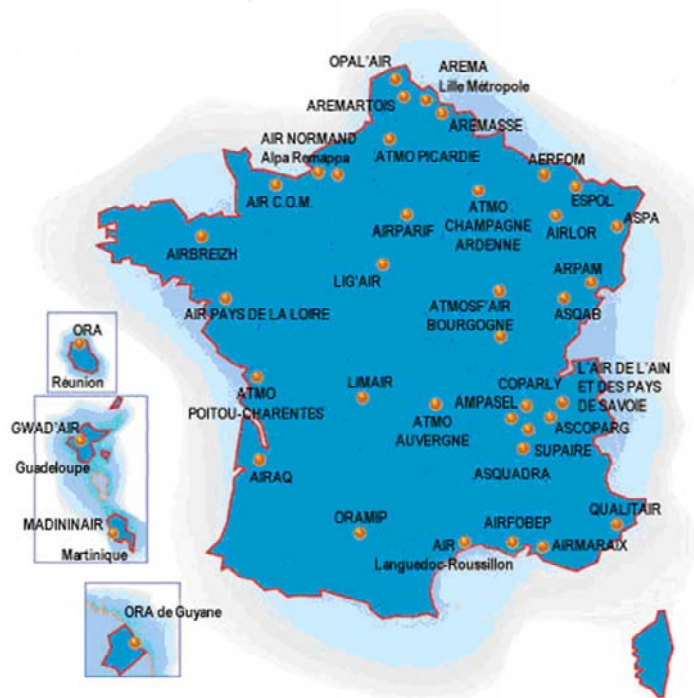 OPAL'AIR
AREMA
Lille Métropole
AREMARTOIS
AREMASSE
AIR NORMAND
Alpa Remappa
ATMO PICARDIE
AERFOM
AIR C.O.M.
ESPOL
ATMO
CHAMPAGNE
ARDENNE
AIRPARIF
AIRLOR
ASPA
AIRBREIZH
LIG'AIR
ARPAM
AIR PAYS DE LA LOIRE
ATMOSF'AIR
BOURGOGNE
ASQAB
ORA
Réunion
L'AIR DE L'AIN
ET DES PAYS
DE SAVOIE
COPARLY
ATMO
POITOU-CHARENTES
LIMAIR
AMPASEL
ATMO
AUVERGNE
ASCOPARG
SUPAIRE
GWAD'AIR
Guadeloupe
AIRAQ
ASQUADRA
MADININAIR
Martinique
ORAMIP
QUALITAIR
AIR
Languedoc-Roussillon
AIRFOBEP
AIRMARAIX
ORA de Guyane